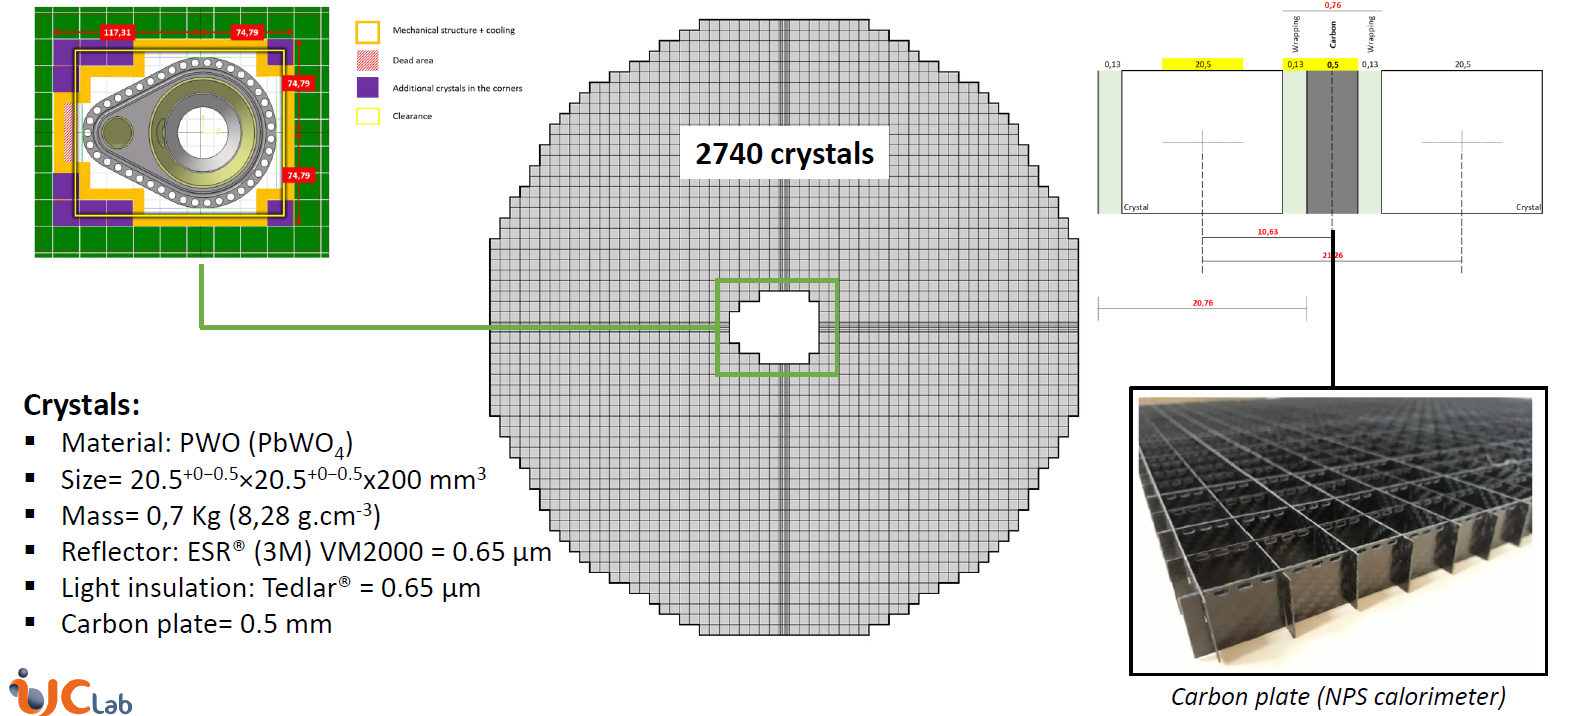 117,31
74,79
74,79
74,79
Mechanical structure + cooling
Dead area
Additional crystals in the corners
Clearance
2740 crystals
0,76
Wrapping
Carbon
Wrapping
0,13
20,5
0,13
0,5
0,13
20,5
Crystal
Crystal
10,63
21,26
20,76
Crystals:
▪ Material: PWO (PbWO₄)
▪ Size= 20.5⁺⁰⁻⁰·⁵×20.5⁺⁰⁻⁰·⁵x200 mm³
▪ Mass= 0,7 Kg (8,28 g.cm⁻³)
▪ Reflector: ESR® (3M) VM2000 = 0.65 µm
▪ Light insulation: Tedlar® = 0.65 µm
▪ Carbon plate= 0.5 mm
IJCLab
Carbon plate (NPS calorimeter)